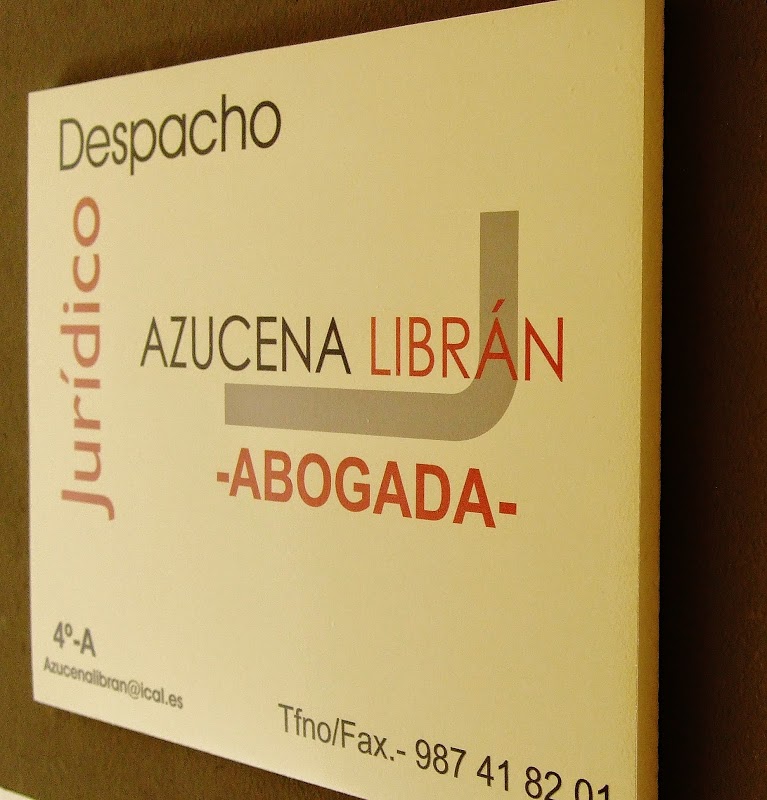 Despacho
Jurídico
AZUCENA LIBRÁN
-ABOGADA-
4º-A
Azucenalibran@ical.es
Tfno/Fax.- 987 41 82 01